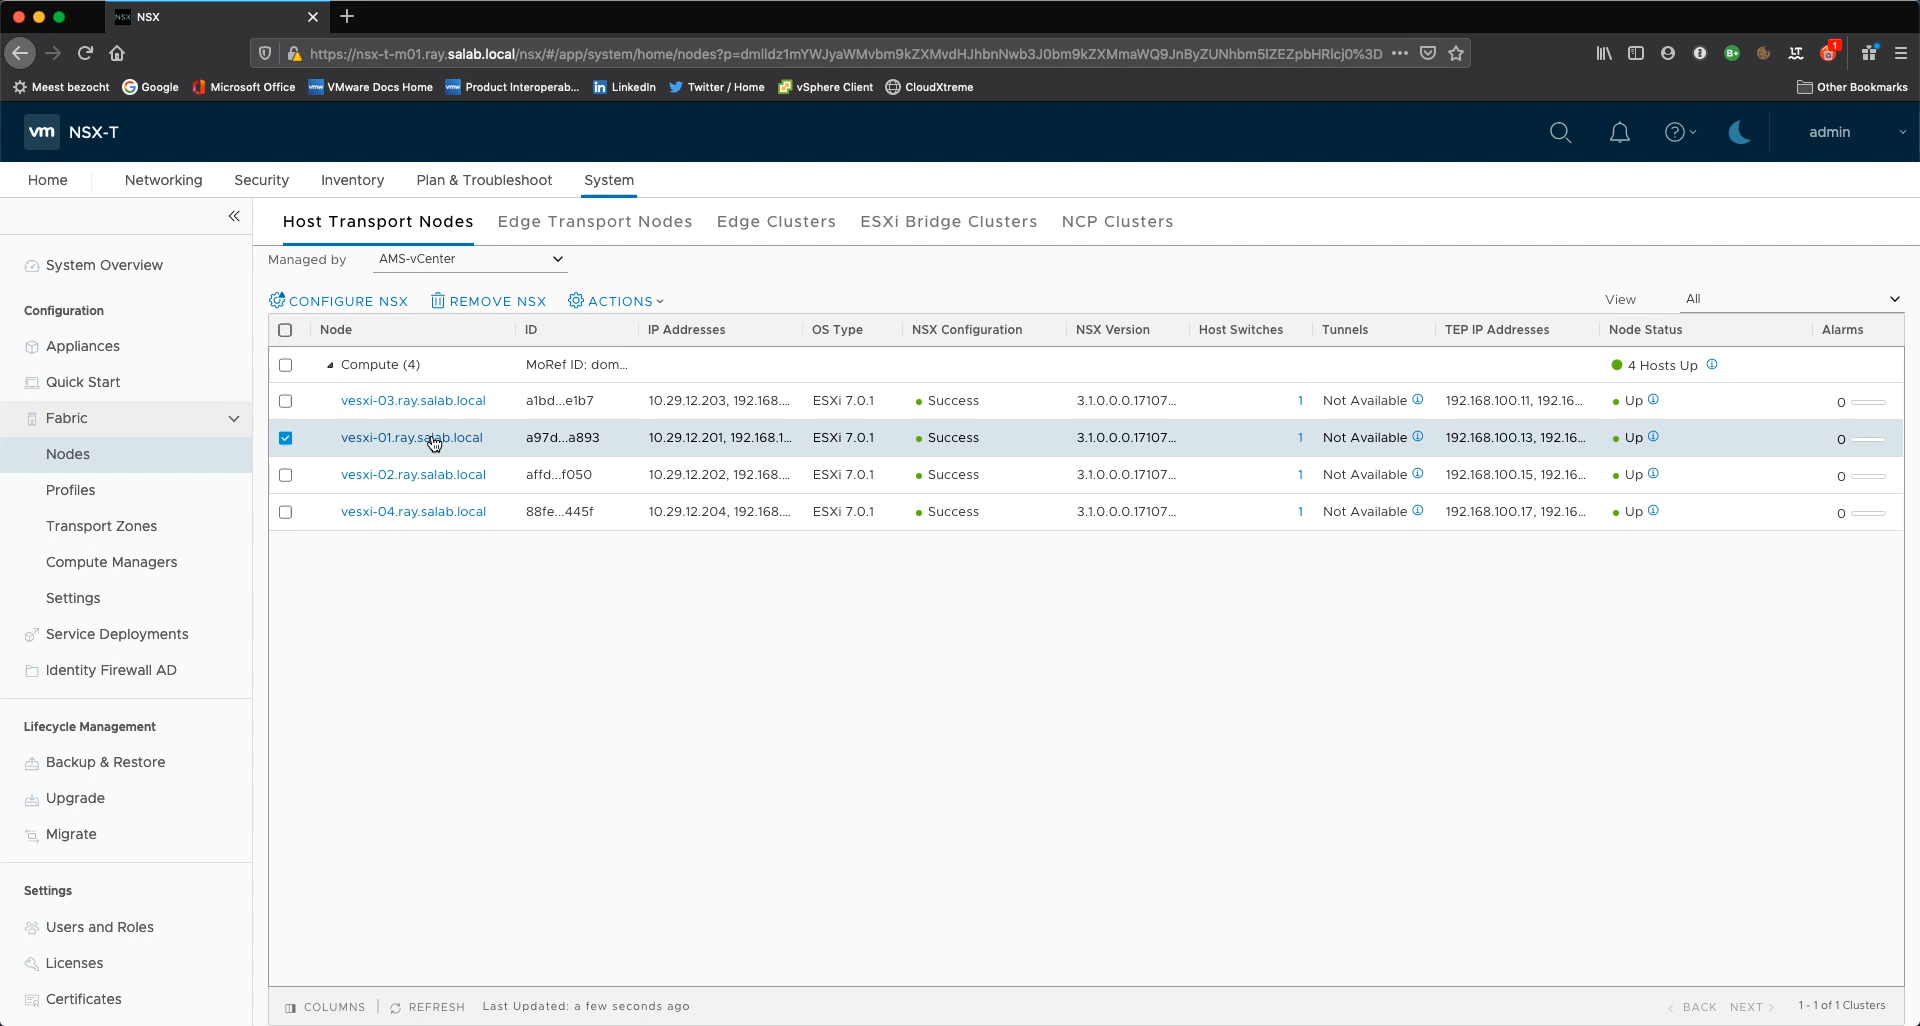 NSX NSX
https://nsx-t-m01.ray.salab.local/nsx/#/app/system/home/nodes?p=
Meest bezocht Google Microsoft Office VMware Docs Home Product Interoperab... LinkedIn Twitter / Home vSphere Client CloudXtreme Other Bookmarks
vm NSX-T admin
Home Networking Security Inventory Plan & Troubleshoot System
Host Transport Nodes Edge Transport Nodes Edge Clusters ESXi Bridge Clusters NCP Clusters
Managed by AMS-vCenter
CONFIGURE NSX REMOVE NSX ACTIONS View All
Node ID IP Addresses OS Type NSX Configuration NSX Version Host Switches Tunnels TEP IP Addresses Node Status Alarms
Compute (4) MoRef ID: dom... 4 Hosts Up
vesxi-03.ray.salab.local a1bd...e1b7 10.29.12.203, 192.168.... ESXi 7.0.1 Success 3.1.0.0.0.17107... 1 Not Available 192.168.100.11, 192.16... Up 0
vesxi-01.ray.salab.local a97d...a893 10.29.12.201, 192.168.1... ESXi 7.0.1 Success 3.1.0.0.0.17107... 1 Not Available 192.168.100.13, 192.16... Up 0
vesxi-02.ray.salab.local affd...f050 10.29.12.202, 192.168.... ESXi 7.0.1 Success 3.1.0.0.0.17107... 1 Not Available 192.168.100.15, 192.16... Up 0
vesxi-04.ray.salab.local 88fe...445f 10.29.12.204, 192.168.... ESXi 7.0.1 Success 3.1.0.0.0.17107... 1 Not Available 192.168.100.17, 192.16... Up 0
System Overview
Configuration
Appliances
Quick Start
Fabric
Nodes
Profiles
Transport Zones
Compute Managers
Settings
Service Deployments
Identity Firewall AD
Lifecycle Management
Backup & Restore
Upgrade
Migrate
Settings
Users and Roles
Licenses
Certificates
COLUMNS REFRESH Last Updated: a few seconds ago BACK NEXT 1 - 1 of 1 Clusters